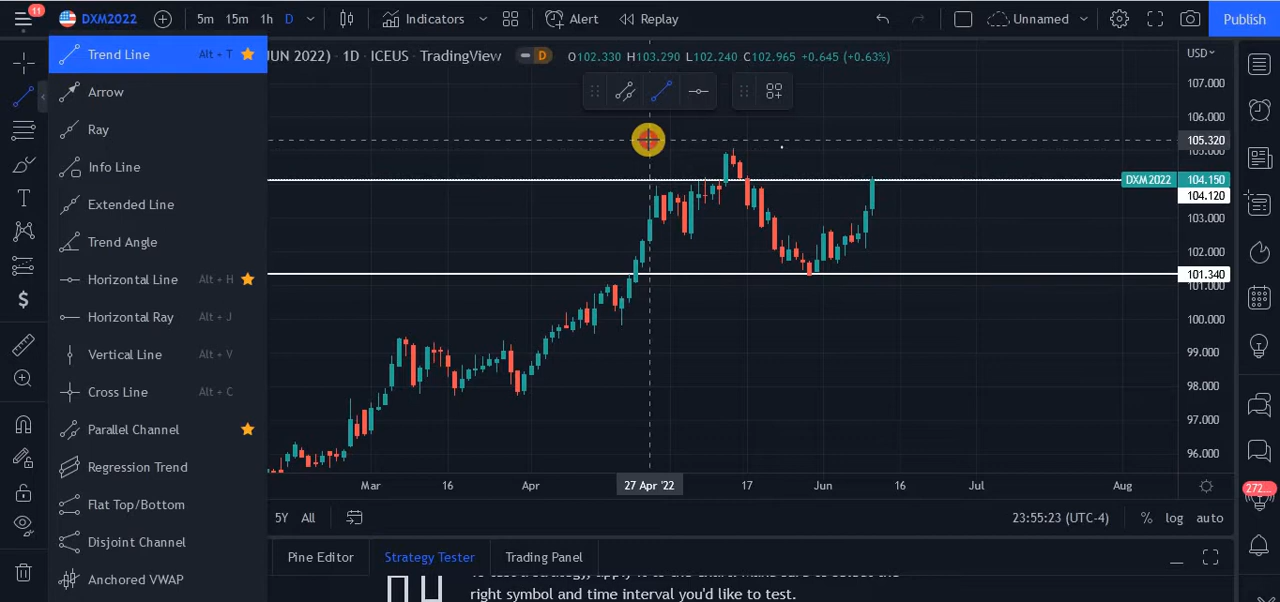 11
DXM2022
5m 15m 1h D
Indicators
Alert
Replay
Unnamed
Publish
Trend Line Alt + T
Arrow
Ray
Info Line
Extended Line
Trend Angle
Horizontal Line Alt + H
Horizontal Ray Alt + J
Vertical Line Alt + V
Cross Line Alt + C
Parallel Channel
Regression Trend
Flat Top/Bottom
Disjoint Channel
Anchored VWAP
JUN 2022) · 1D · ICEUS · TradingView
D
O102.330 H103.290 L102.240 C102.965 +0.645 (+0.63%)
USD
107.000
106.000
105.320
105.000
DXM2022 104.150
104.120
103.000
102.000
101.340
101.000
100.000
99.000
98.000
97.000
96.000
Mar 16 Apr 27 Apr '22 17 Jun 16 Jul Aug
5Y All
23:55:23 (UTC-4) % log auto
272...
Pine Editor Strategy Tester Trading Panel
right symbol and time interval you'd like to test.